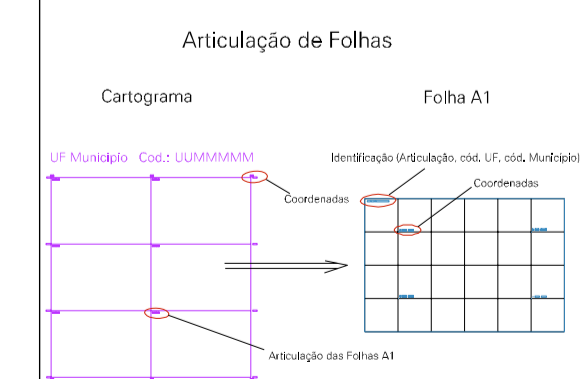 Articulação de Folhas
Cartograma
Folha A1
UF Municipio Cod.: UUMMMMM
Identificação (Articulação, cód. UF, cód. Município)
Coordenadas
Coordenadas
Articulação das Folhas A1